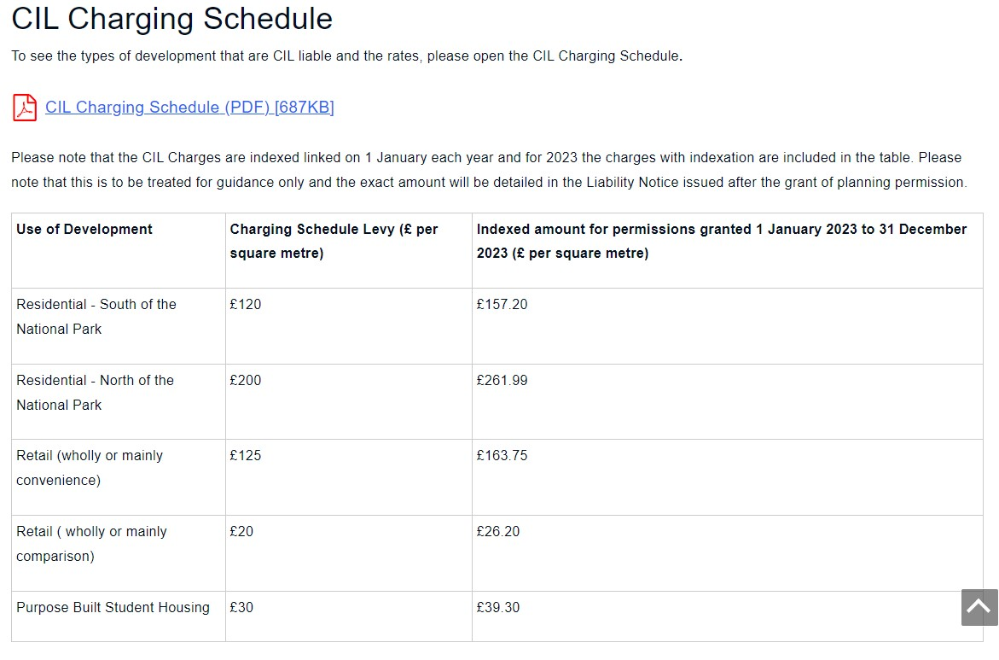 CIL Charging Schedule
To see the types of development that are CIL liable and the rates, please open the CIL Charging Schedule.
CIL Charging Schedule (PDF) [687KB]
Please note that the CIL Charges are indexed linked on 1 January each year and for 2023 the charges with indexation are included in the table. Please
note that this is to be treated for guidance only and the exact amount will be detailed in the Liability Notice issued after the grant of planning permission.
Use of Development
Charging Schedule Levy (£ per
square metre)
Indexed amount for permissions granted 1 January 2023 to 31 December
2023 (£ per square metre)
Residential - South of the
National Park
£120
£157.20
Residential - North of the
National Park
£200
£261.99
Retail (wholly or mainly
convenience)
£125
£163.75
Retail ( wholly or mainly
comparison)
£20
£26.20
Purpose Built Student Housing
£30
£39.30